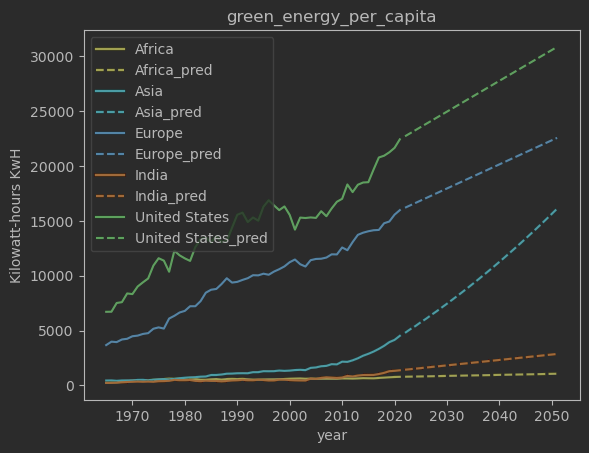 green_energy_per_capita
Africa
Africa_pred
Asia
Asia_pred
Europe
Europe_pred
India
India_pred
United States
United States_pred
Kilowatt-hours KwH
30000
25000
20000
15000
10000
5000
0
1970 1980 1990 2000 2010 2020 2030 2040 2050
year